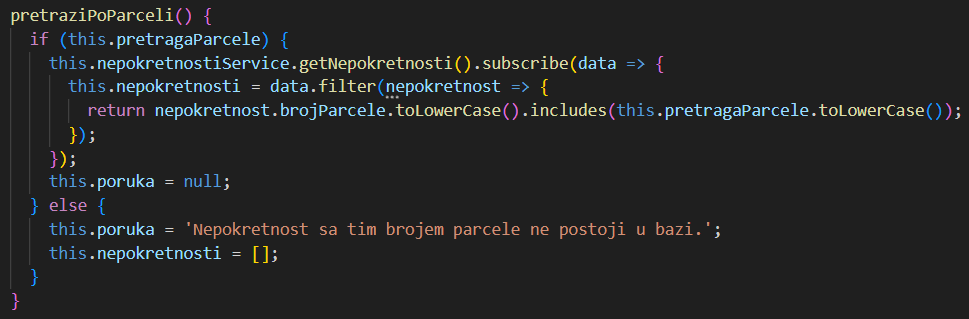 pretraziPoParceli() {
if (this.pretragaParcele) {
this.nepokretnostiService.getNepokretnosti().subscribe(data => {
this.nepokretnosti = data.filter(nepokretnost => {
return nepokretnost.brojParcele.toLowerCase().includes(this.pretragaParcele.toLowerCase());
});
});
this.poruka = null;
} else {
this.poruka = 'Nepokretnost sa tim brojem parcele ne postoji u bazi.';
this.nepokretnosti = [];
}
}